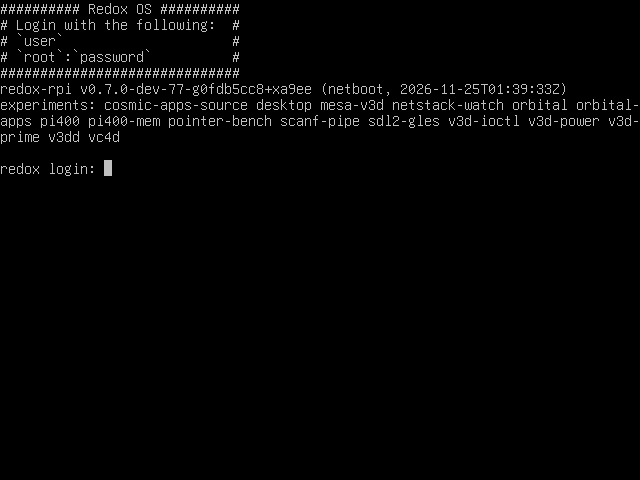 ########## Redox OS ##########
# Login with the following:  #
# `user`                     #
# `root`:`password`          #
##############################
redox-rpi v0.7.0-dev-77-g0fdb5cc8+xa9ee (netboot, 2026-11-25T01:39:33Z)
experiments: cosmic-apps-source desktop mesa-v3d netstack-watch orbital orbital-
apps pi400 pi400-mem pointer-bench scanf-pipe sdl2-gles v3d-ioctl v3d-power v3d-
prime v3dd vc4d
redox login: